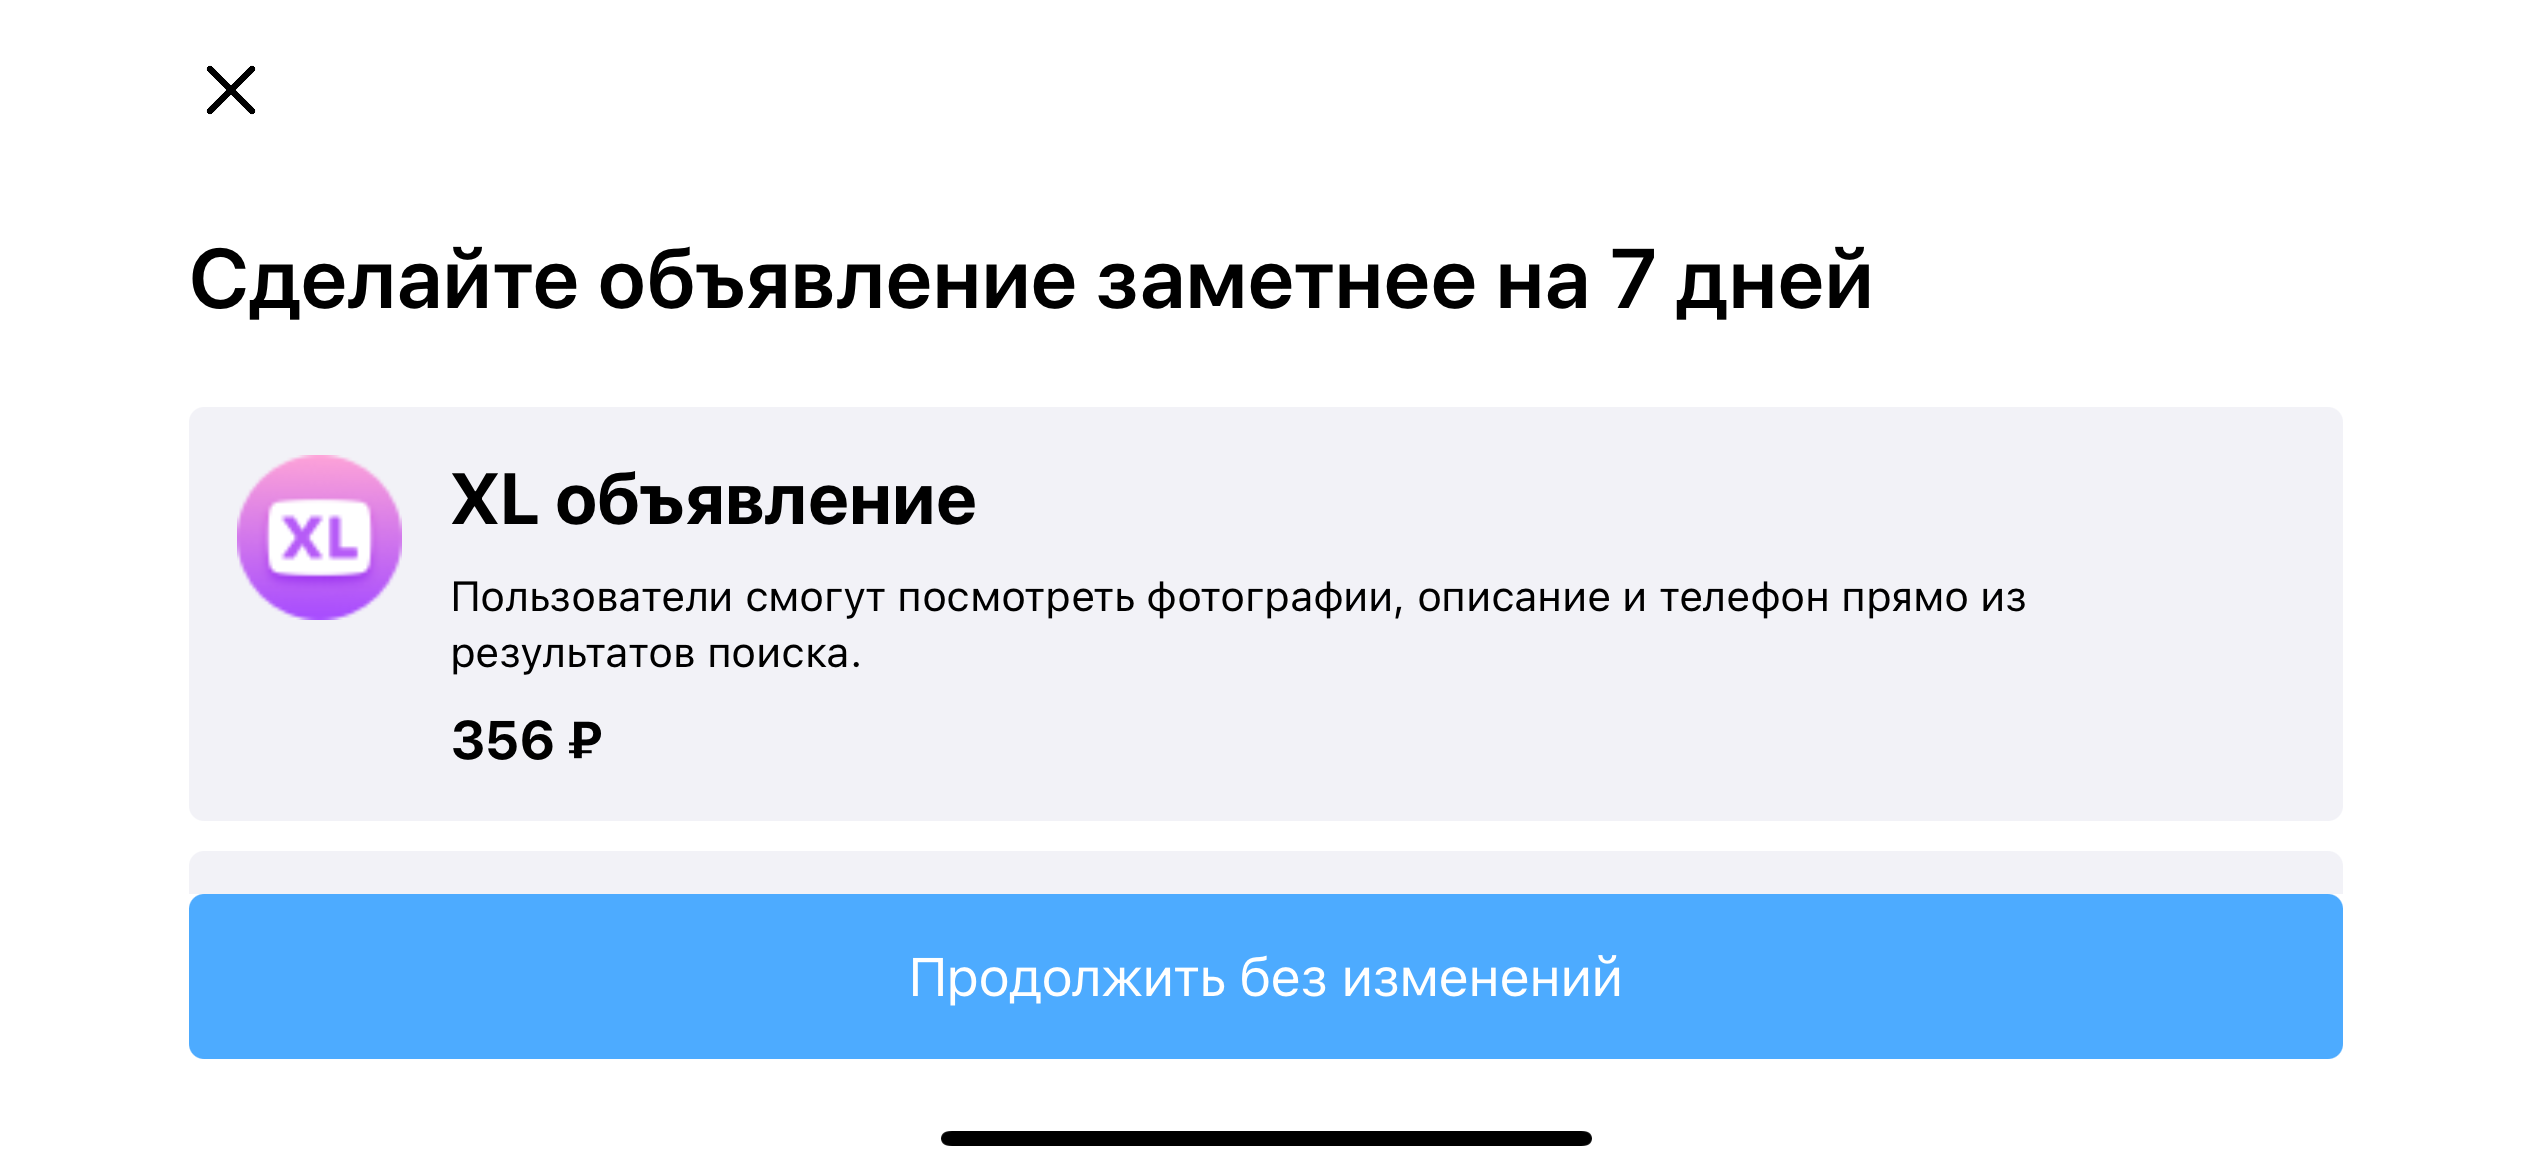 Сделайте объявление заметнее на 7 дней
XL
XL объявление
Пользователи смогут посмотреть фотографии, описание и телефон прямо из
результатов поиска.
356 ₽
Продолжить без изменений